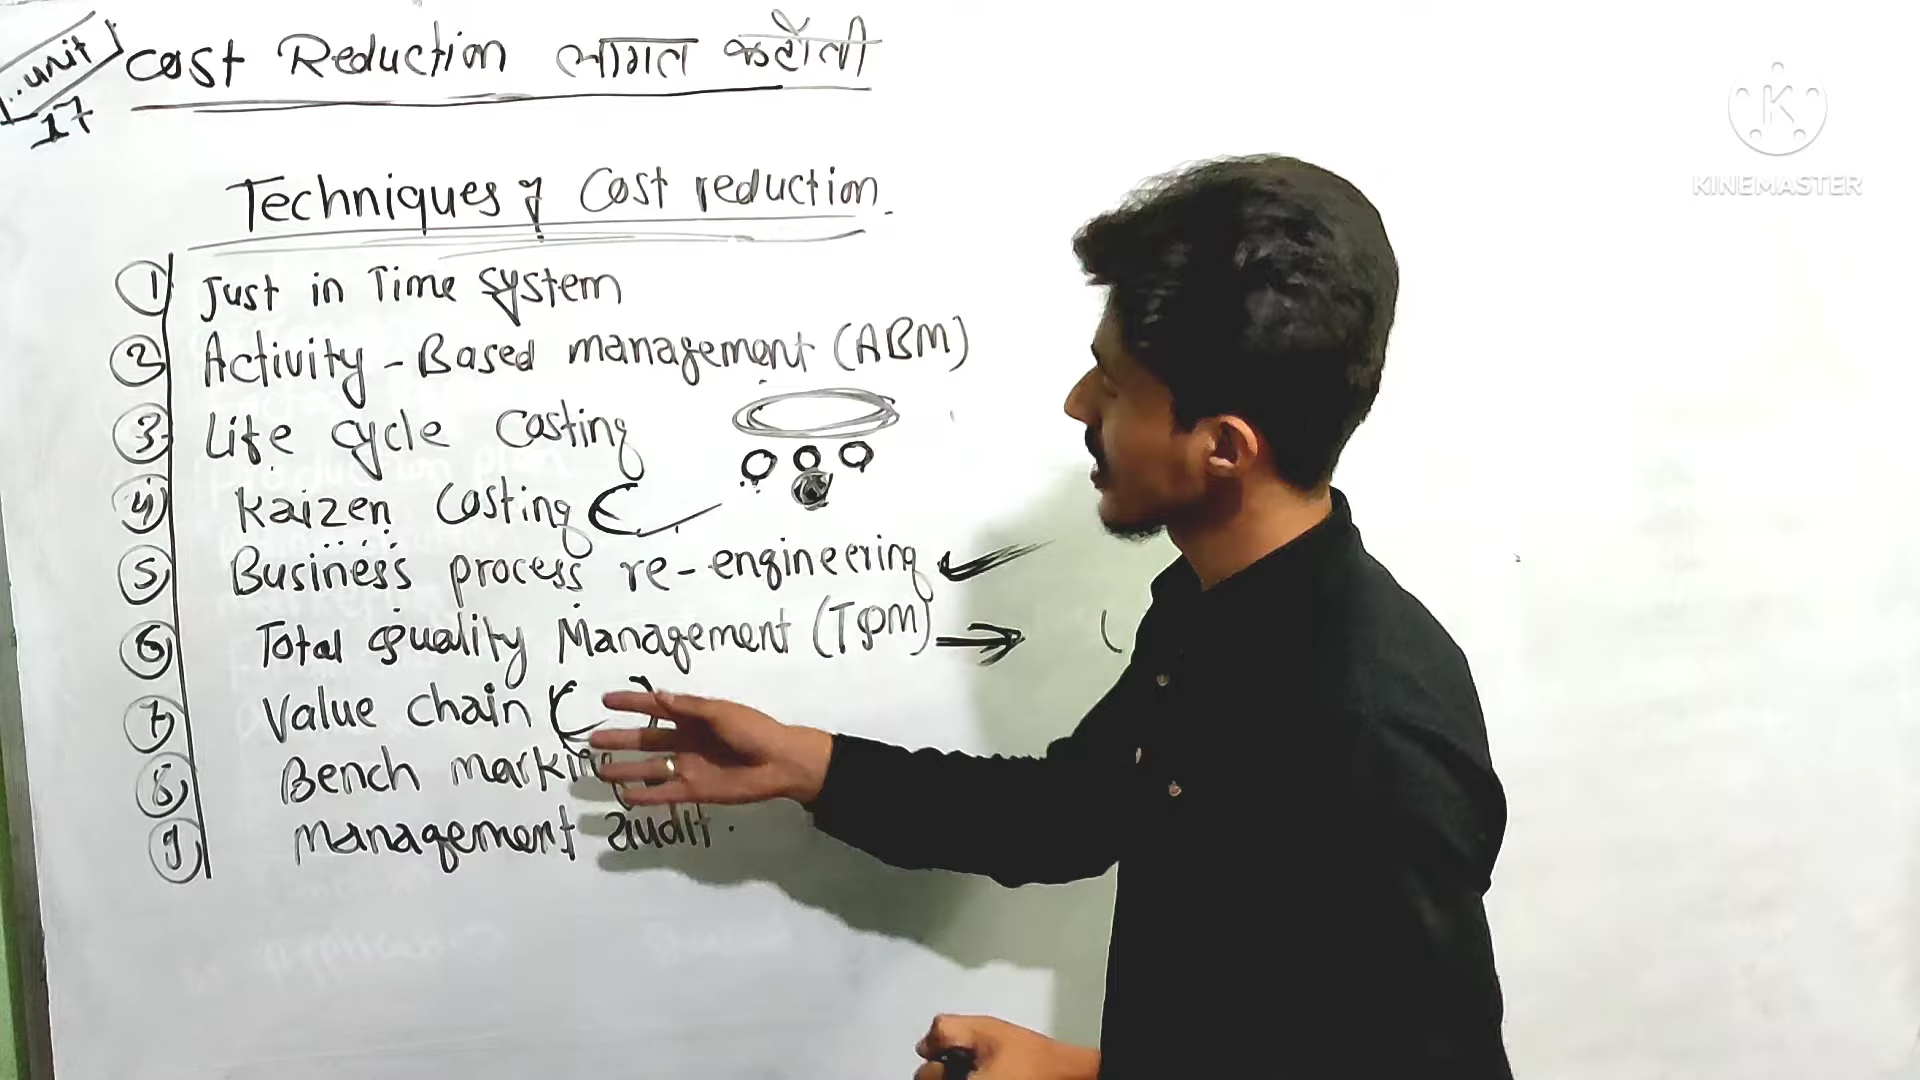 unit
17
Cost Reduction लागत कटौती
Techniques of Cost reduction.
① Just in Time system
② Activity - Based management (ABM)
③ Life cycle Costing
④ Kaizen Costing
⑤ Business process re-engineering
⑥ Total Quality Management (TQM)
⑦ Value chain
⑧ Bench marking
⑨ management audit.
KINEMASTER